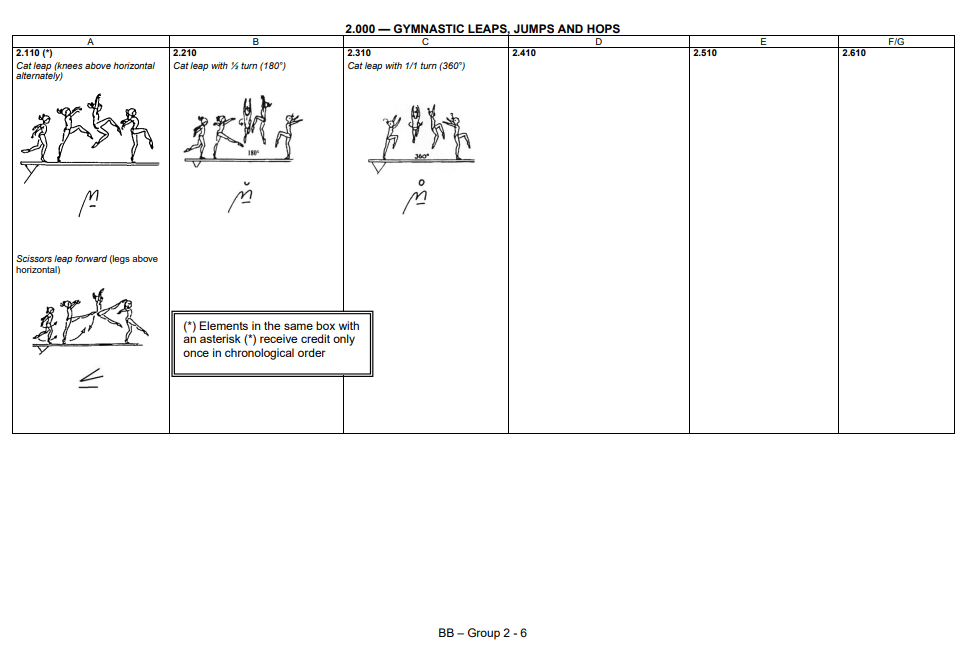 2.000 — GYMNASTIC LEAPS, JUMPS AND HOPS
A B C D E F/G
2.110 (*) 2.210 2.310 2.410 2.510 2.610
Cat leap (knees above horizontal
alternately)
Cat leap with ½ turn (180°)
Cat leap with 1/1 turn (360°)
180°
360°
Scissors leap forward (legs above
horizontal)
(*) Elements in the same box with
an asterisk (*) receive credit only
once in chronological order
BB – Group 2 - 6